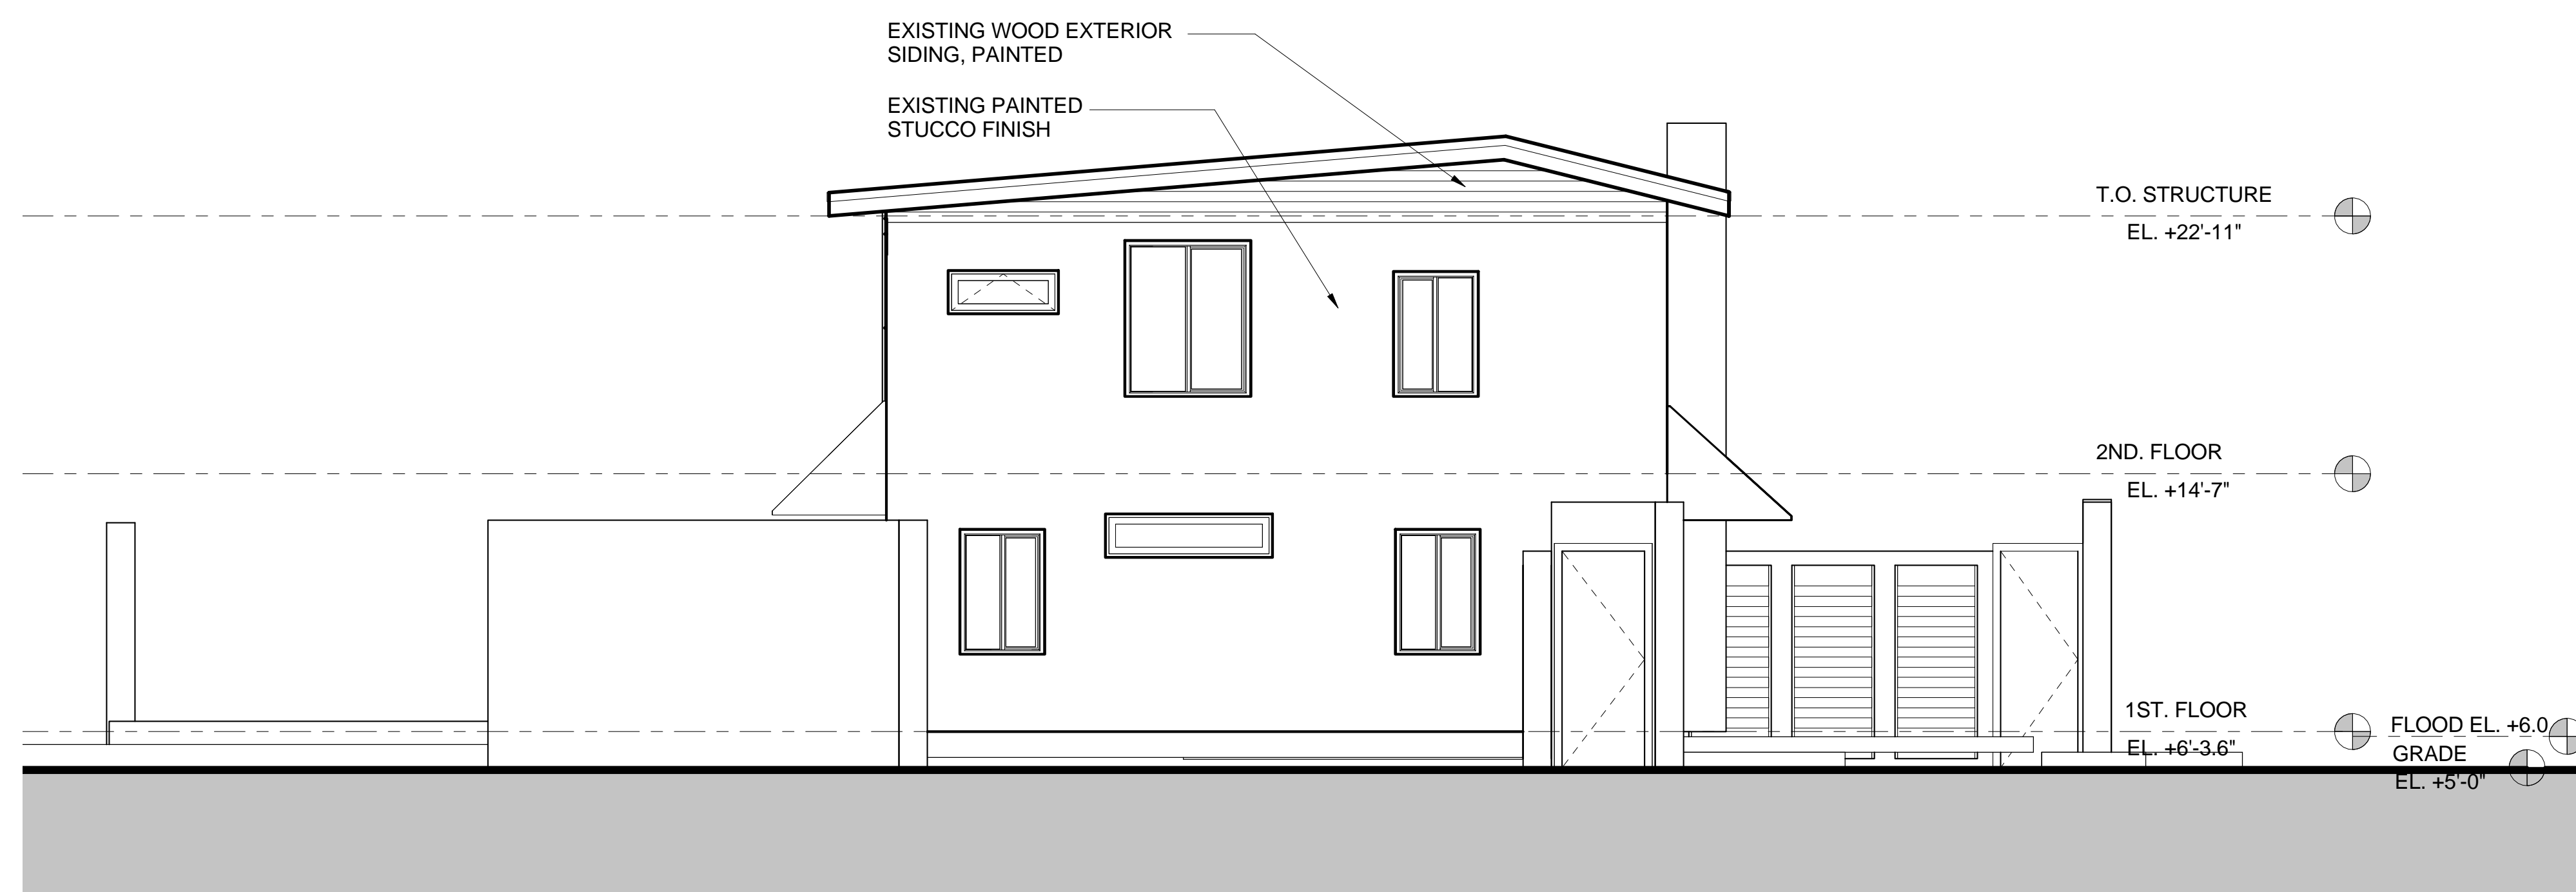 EXISTING WOOD EXTERIOR
SIDING, PAINTED
EXISTING PAINTED
STUCCO FINISH
T.O. STRUCTURE
EL. +22'-11"
2ND. FLOOR
EL. +14'-7"
1ST. FLOOR
EL. +6'-3.6"
FLOOD EL. +6.0
GRADE
EL. +5'-0"